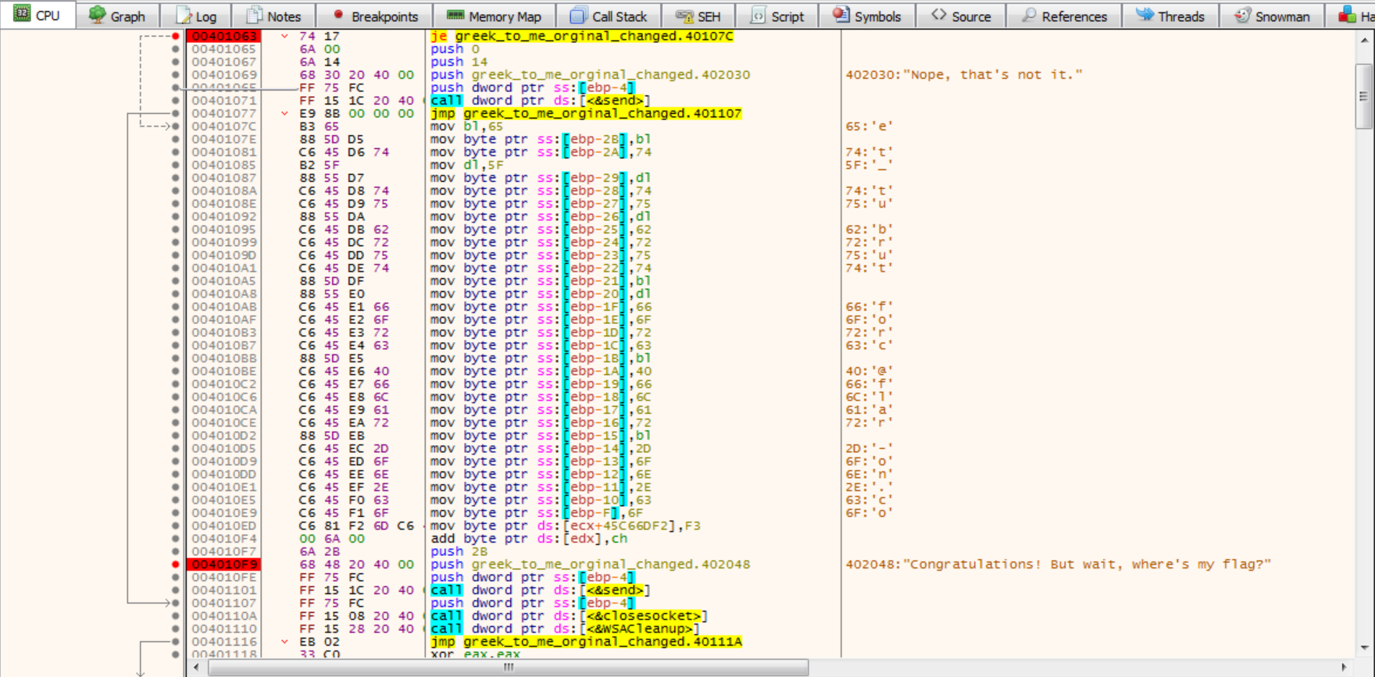 CPU Graph Log Notes Breakpoints Memory Map Call Stack SEH Script Symbols Source References Threads Snowman Ha
00401063 74 17 je greek_to_me_orginal_changed.40107C
00401065 6A 00 push 0
00401067 6A 14 push 14
00401069 68 30 20 40 00 push greek_to_me_orginal_changed.402030 402030:"Nope, that's not it."
0040106E FF 75 FC push dword ptr ss:[ebp-4]
00401071 FF 15 1C 20 40 call dword ptr ds:[<&send>]
00401077 E9 8B 00 00 00 jmp greek_to_me_orginal_changed.401107
0040107C B3 65 mov bl,65 65:'e'
0040107E 88 5D D5 mov byte ptr ss:[ebp-2B],bl
00401081 C6 45 D6 74 mov byte ptr ss:[ebp-2A],74 74:'t'
00401085 B2 5F mov dl,5F 5F:'_'
00401087 88 55 D7 mov byte ptr ss:[ebp-29],dl
0040108A C6 45 D8 74 mov byte ptr ss:[ebp-28],74 74:'t'
0040108E C6 45 D9 75 mov byte ptr ss:[ebp-27],75 75:'u'
00401092 88 55 DA mov byte ptr ss:[ebp-26],dl
00401095 C6 45 DB 62 mov byte ptr ss:[ebp-25],62 62:'b'
00401099 C6 45 DC 72 mov byte ptr ss:[ebp-24],72 72:'r'
0040109D C6 45 DD 75 mov byte ptr ss:[ebp-23],75 75:'u'
004010A1 C6 45 DE 74 mov byte ptr ss:[ebp-22],74 74:'t'
004010A5 88 5D DF mov byte ptr ss:[ebp-21],bl
004010A8 88 55 E0 mov byte ptr ss:[ebp-20],dl
004010AB C6 45 E1 66 mov byte ptr ss:[ebp-1F],66 66:'f'
004010AF C6 45 E2 6F mov byte ptr ss:[ebp-1E],6F 6F:'o'
004010B3 C6 45 E3 72 mov byte ptr ss:[ebp-1D],72 72:'r'
004010B7 C6 45 E4 63 mov byte ptr ss:[ebp-1C],63 63:'c'
004010BB 88 5D E5 mov byte ptr ss:[ebp-1B],bl
004010BE C6 45 E6 40 mov byte ptr ss:[ebp-1A],40 40:'@'
004010C2 C6 45 E7 66 mov byte ptr ss:[ebp-19],66 66:'f'
004010C6 C6 45 E8 6C mov byte ptr ss:[ebp-18],6C 6C:'l'
004010CA C6 45 E9 61 mov byte ptr ss:[ebp-17],61 61:'a'
004010CE C6 45 EA 72 mov byte ptr ss:[ebp-16],72 72:'r'
004010D2 88 5D EB mov byte ptr ss:[ebp-15],bl
004010D5 C6 45 EC 2D mov byte ptr ss:[ebp-14],2D 2D:'-'
004010D9 C6 45 ED 6F mov byte ptr ss:[ebp-13],6F 6F:'o'
004010DD C6 45 EE 6E mov byte ptr ss:[ebp-12],6E 6E:'n'
004010E1 C6 45 EF 2E mov byte ptr ss:[ebp-11],2E 2E:'.'
004010E5 C6 45 F0 63 mov byte ptr ss:[ebp-10],63 63:'c'
004010E9 C6 45 F1 6F mov byte ptr ss:[ebp-F],6F 6F:'o'
004010ED C6 81 F2 6D C6 mov byte ptr ds:[ecx+45C66DF2],F3
004010F4 00 6A 00 add byte ptr ds:[edx],ch
004010F7 6A 2B push 2B
004010F9 68 48 20 40 00 push greek_to_me_orginal_changed.402048 402048:"Congratulations! But wait, where's my flag?"
004010FE FF 75 FC push dword ptr ss:[ebp-4]
00401101 FF 15 1C 20 40 call dword ptr ds:[<&send>]
00401107 FF 75 FC push dword ptr ss:[ebp-4]
0040110A FF 15 08 20 40 call dword ptr ds:[<&closesocket>]
00401110 FF 15 28 20 40 call dword ptr ds:[<&WSACleanup>]
00401116 EB 02 jmp greek_to_me_orginal_changed.40111A
00401118 33 C0 xor eax,eax